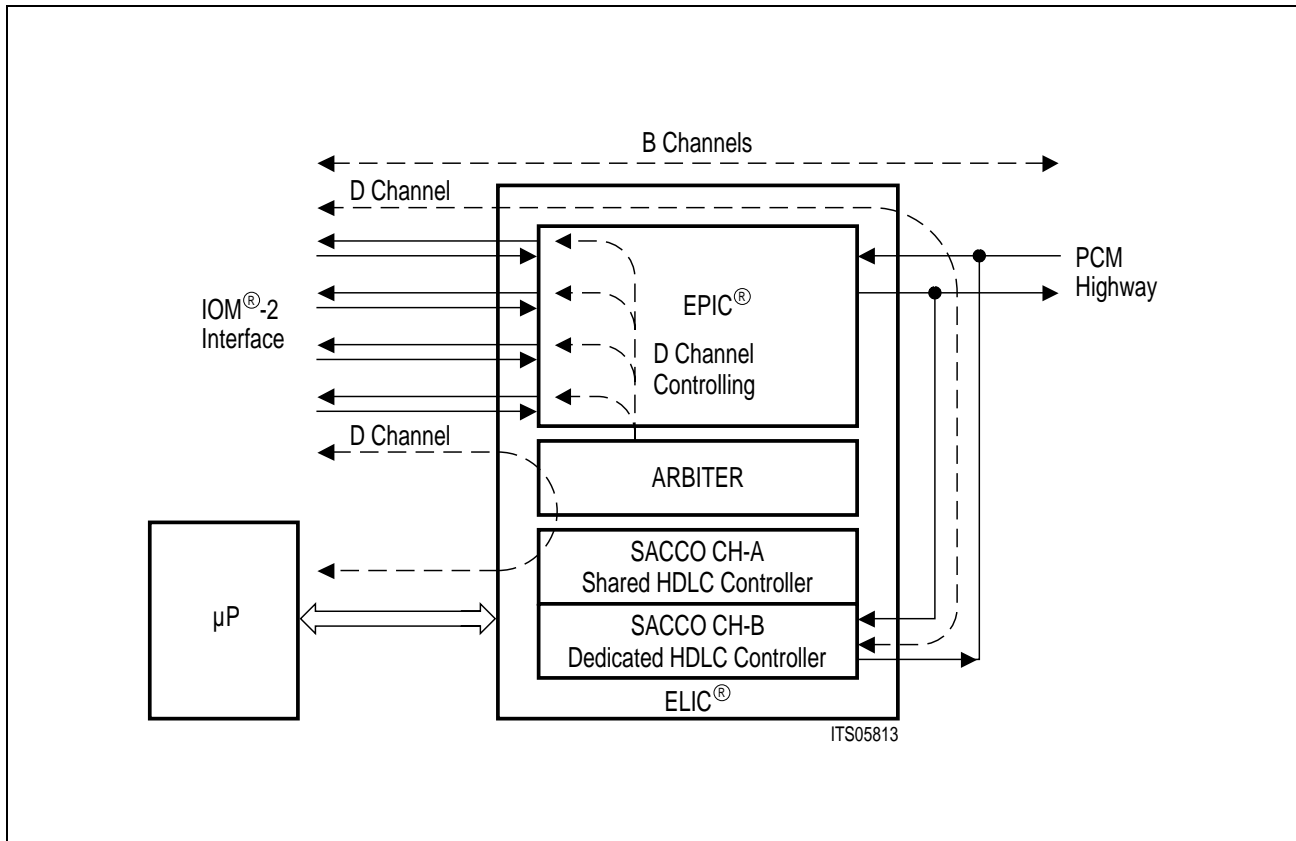 B Channels
D Channel
PCM
Highway
IOM®-2
Interface
EPIC®
D Channel
Controlling
D Channel
ARBITER
SACCO CH-A
Shared HDLC Controller
µP
SACCO CH-B
Dedicated HDLC Controller
ELIC®
ITS05813